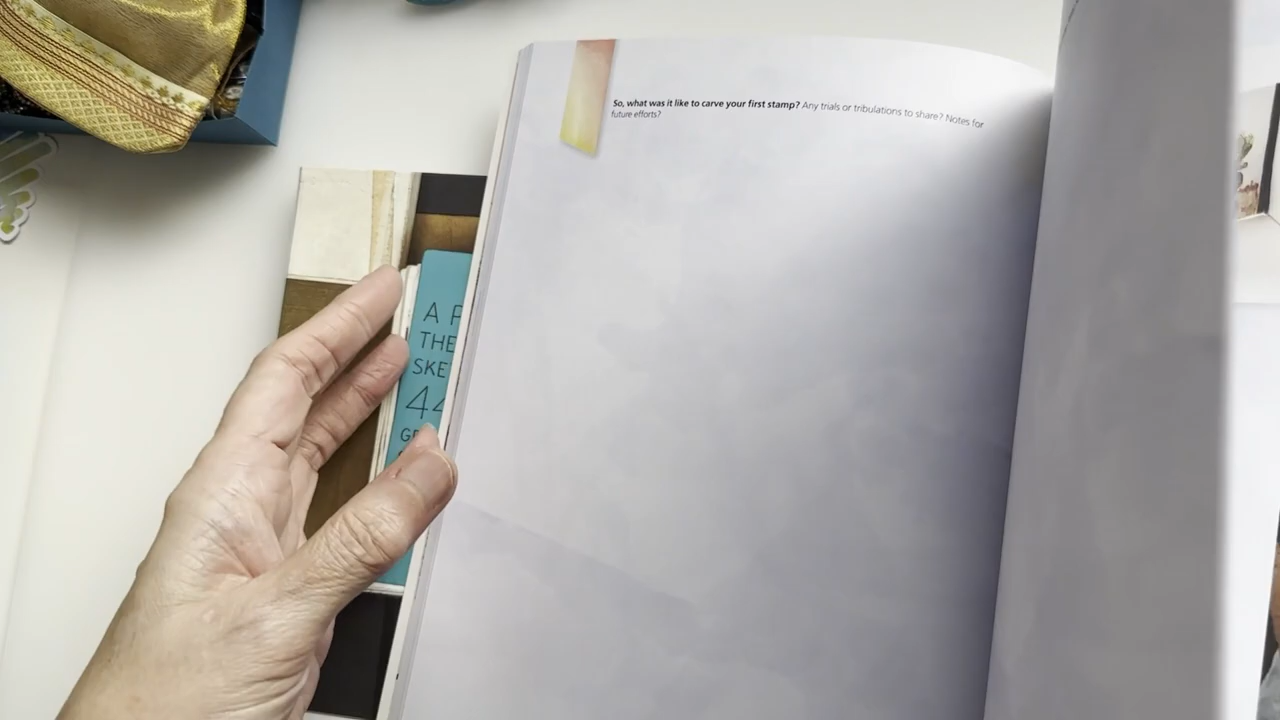 So, what was it like to carve your first stamp? Any trials or tribulations to share? Notes for
future efforts?
A
THE
SKE
44